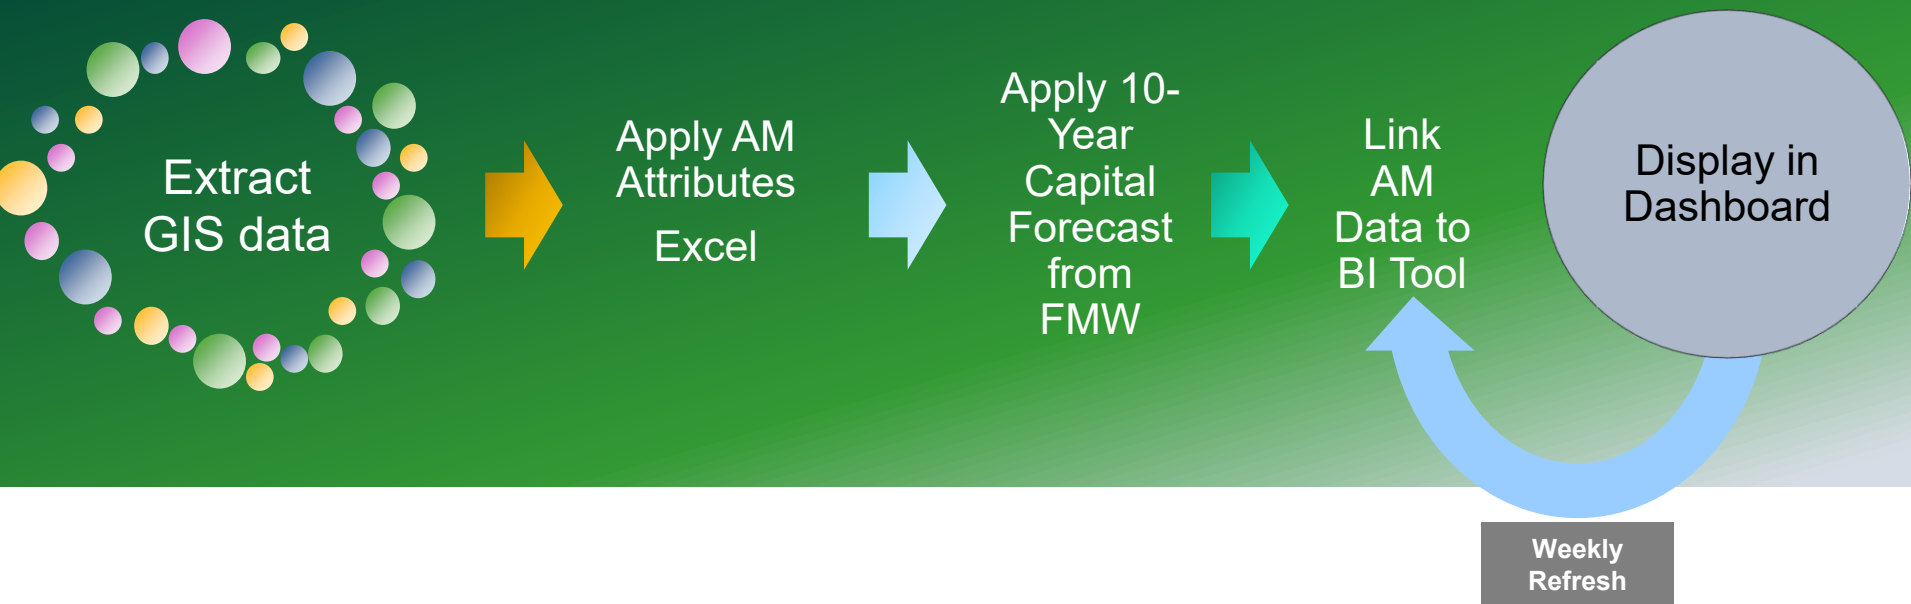 Extract
GIS data
Apply AM
Attributes
Excel
Apply 10-
Year
Capital
Forecast
from
FMW
Link
AM
Data to
BI Tool
Display in
Dashboard
Weekly
Refresh